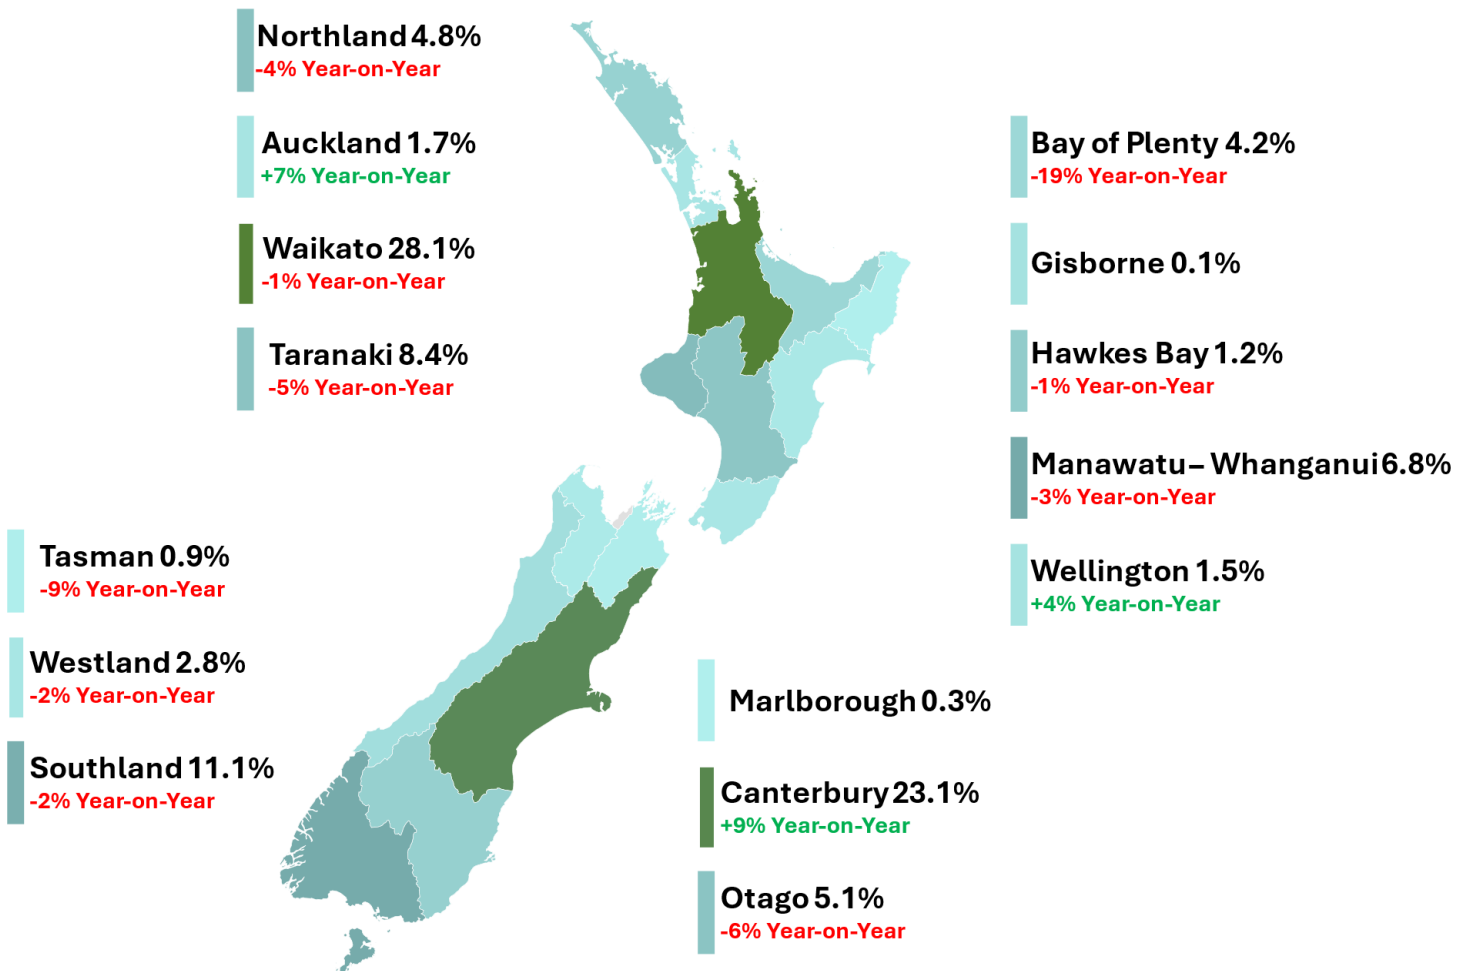 Northland 4.8%
-4% Year-on-Year
Auckland 1.7%
+7% Year-on-Year
Waikato 28.1%
-1% Year-on-Year
Taranaki 8.4%
-5% Year-on-Year
Bay of Plenty 4.2%
-19% Year-on-Year
Gisborne 0.1%
Hawkes Bay 1.2%
-1% Year-on-Year
Manawatu– Whanganui 6.8%
-3% Year-on-Year
Wellington 1.5%
+4% Year-on-Year
Tasman 0.9%
-9% Year-on-Year
Westland 2.8%
-2% Year-on-Year
Southland 11.1%
-2% Year-on-Year
Marlborough 0.3%
Canterbury 23.1%
+9% Year-on-Year
Otago 5.1%
-6% Year-on-Year